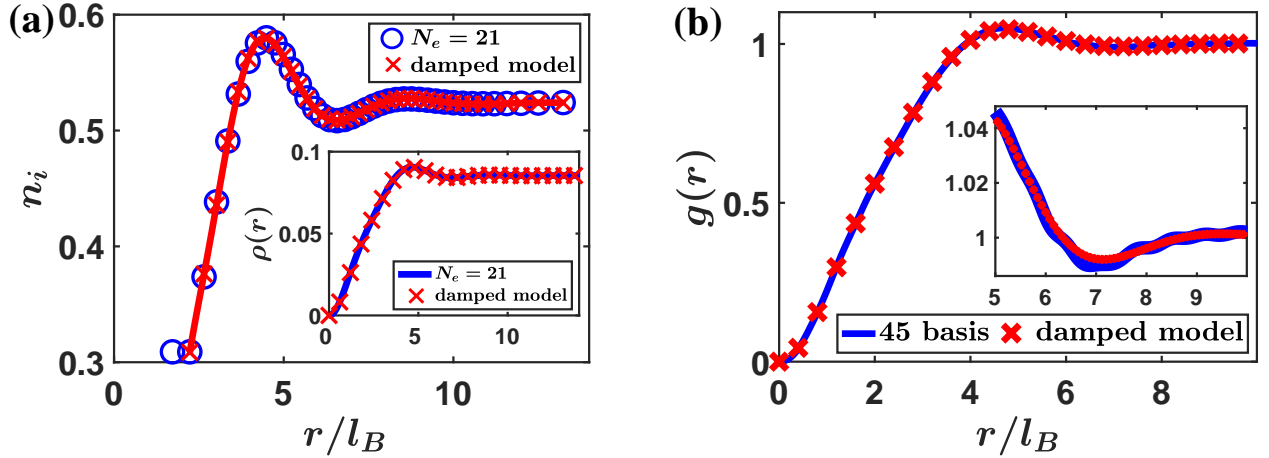 (a)
0.6
0.5
0.4
0.3
n_i
0 5 10
r/l_B
N_e = 21
damped model
0.1
0.05
0
ρ(r)
0 5 10
N_e = 21
damped model
(b)
1
0.5
0
g(r)
0 2 4 6 8
r/l_B
1.04
1.02
1
5 6 7 8 9
45 basis damped model